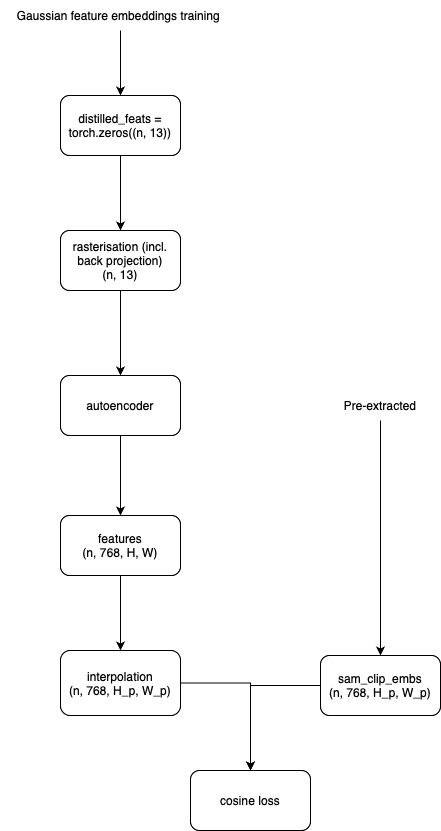 Gaussian feature embeddings training
distilled_feats =
torch.zeros((n, 13))
rasterisation (incl.
back projection)
(n, 13)
autoencoder
Pre-extracted
features
(n, 768, H, W)
interpolation
(n, 768, H_p, W_p)
sam_clip_embs
(n, 768, H_p, W_p)
cosine loss